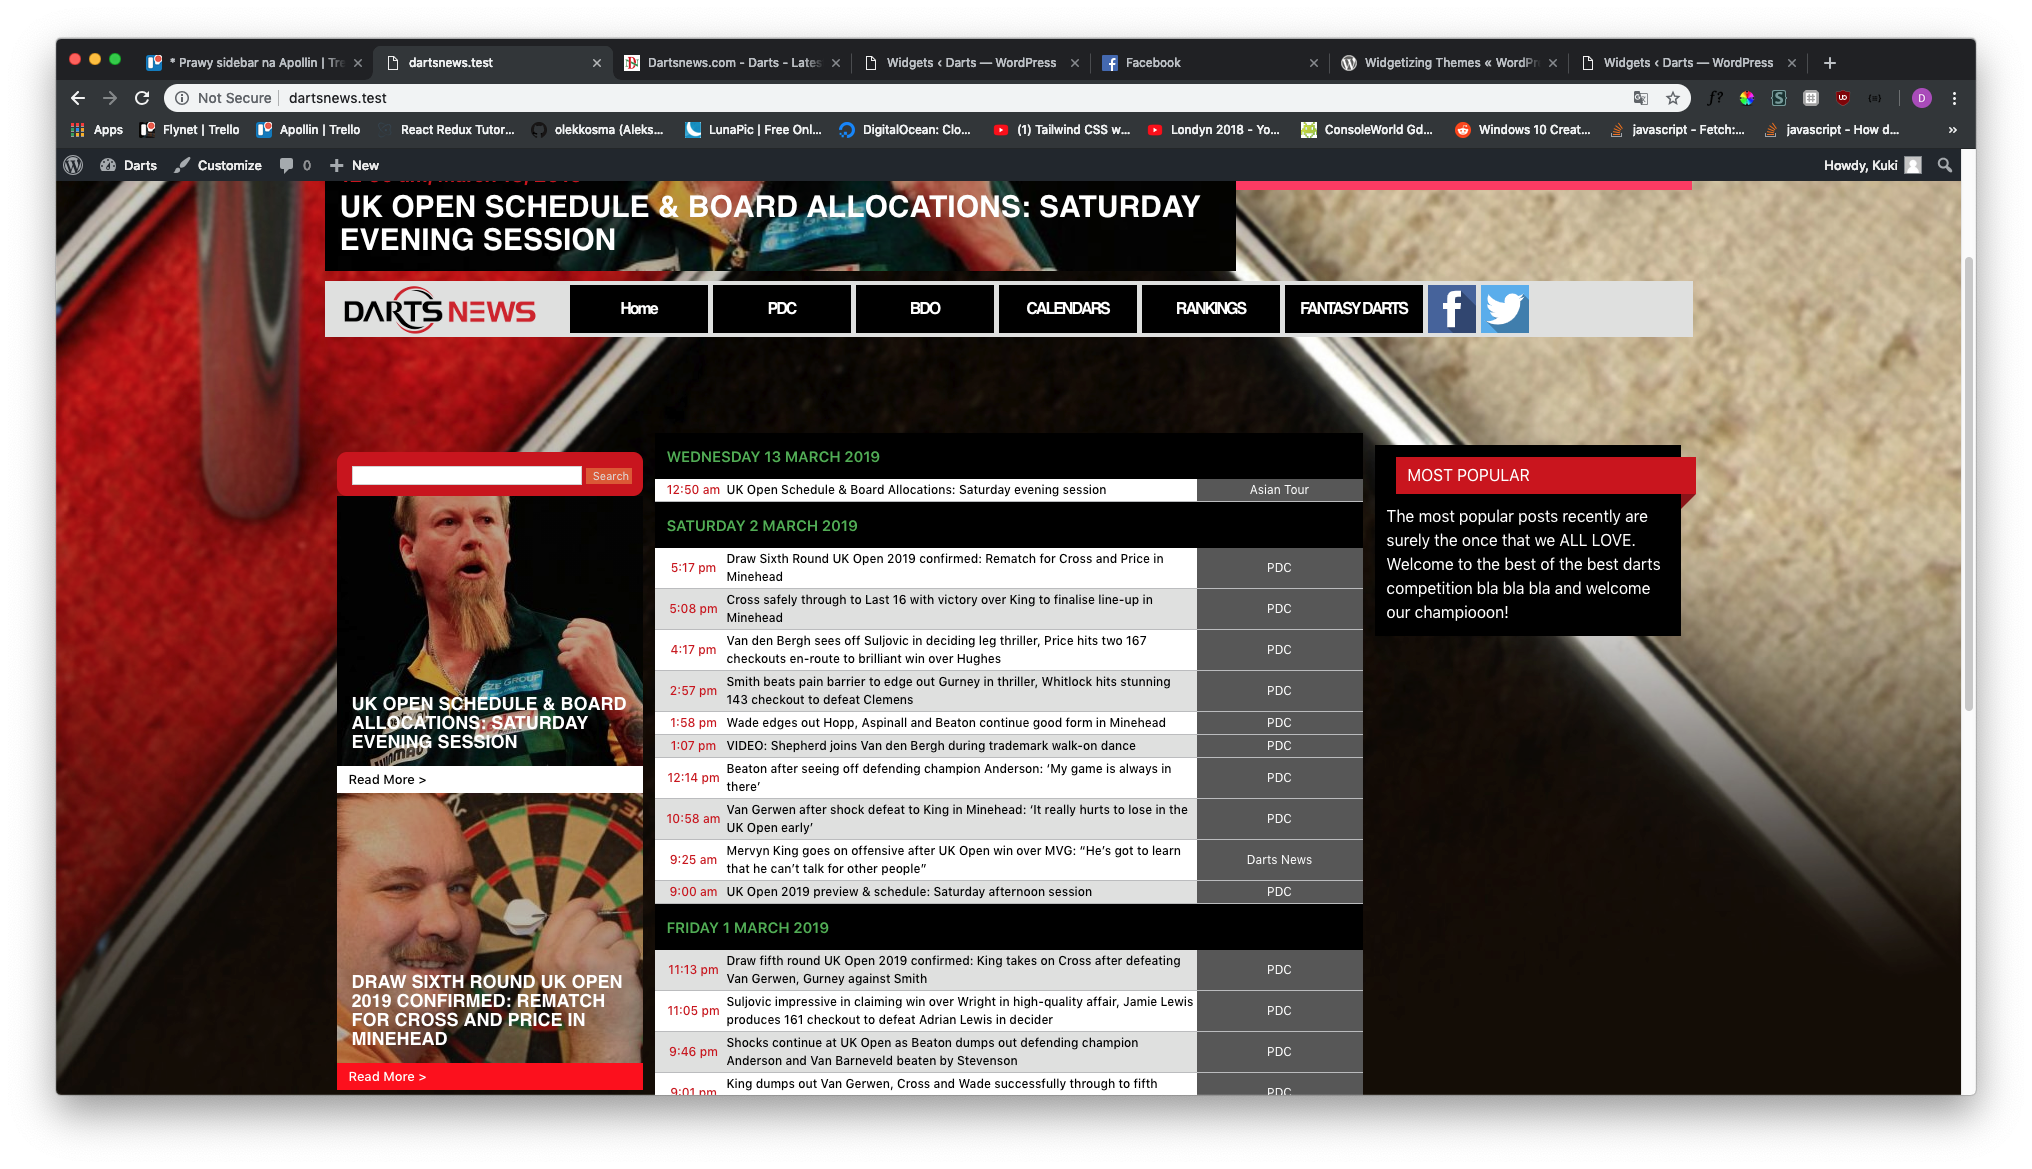 * Prawy sidebar na Apollin | Tre
dartsnews.test
Dartsnews.com - Darts - Lates
Widgets ‹ Darts — WordPress
Facebook
Widgetizing Themes « WordPr
Widgets ‹ Darts — WordPress
Not Secure | dartsnews.test
f?
S
D
Apps
Flynet | Trello
Apollin | Trello
React Redux Tutor...
olekkosma (Aleks...
LunaPic | Free Onl...
DigitalOcean: Clo...
(1) Tailwind CSS w...
Londyn 2018 - Yo...
ConsoleWorld Gd...
Windows 10 Creat...
javascript - Fetch:...
javascript - How d...
»
Darts
Customize
0
New
Howdy, Kuki
UK OPEN SCHEDULE & BOARD ALLOCATIONS: SATURDAY
EVENING SESSION
DARTS NEWS
Home
PDC
BDO
CALENDARS
RANKINGS
FANTASY DARTS
Search
EZE GROUP
UK OPEN SCHEDULE & BOARD
ALLOCATIONS: SATURDAY
EVENING SESSION
Read More >
DRAW SIXTH ROUND UK OPEN
2019 CONFIRMED: REMATCH
FOR CROSS AND PRICE IN
MINEHEAD
Read More >
WEDNESDAY 13 MARCH 2019
12:50 am UK Open Schedule & Board Allocations: Saturday evening session Asian Tour
SATURDAY 2 MARCH 2019
5:17 pm Draw Sixth Round UK Open 2019 confirmed: Rematch for Cross and Price in
Minehead PDC
5:08 pm Cross safely through to Last 16 with victory over King to finalise line-up in
Minehead PDC
4:17 pm Van den Bergh sees off Suljovic in deciding leg thriller, Price hits two 167
checkouts en-route to brilliant win over Hughes PDC
2:57 pm Smith beats pain barrier to edge out Gurney in thriller, Whitlock hits stunning
143 checkout to defeat Clemens PDC
1:58 pm Wade edges out Hopp, Aspinall and Beaton continue good form in Minehead PDC
1:07 pm VIDEO: Shepherd joins Van den Bergh during trademark walk-on dance PDC
12:14 pm Beaton after seeing off defending champion Anderson: ‘My game is always in
there’ PDC
10:58 am Van Gerwen after shock defeat to King in Minehead: ‘It really hurts to lose in the
UK Open early’ PDC
9:25 am Mervyn King goes on offensive after UK Open win over MVG: “He’s got to learn
that he can’t talk for other people” Darts News
9:00 am UK Open 2019 preview & schedule: Saturday afternoon session PDC
FRIDAY 1 MARCH 2019
11:13 pm Draw fifth round UK Open 2019 confirmed: King takes on Cross after defeating
Van Gerwen, Gurney against Smith PDC
11:05 pm Suljovic impressive in claiming win over Wright in high-quality affair, Jamie Lewis
produces 161 checkout to defeat Adrian Lewis in decider PDC
9:46 pm Shocks continue at UK Open as Beaton dumps out defending champion
Anderson and Van Barneveld beaten by Stevenson PDC
9:01 pm King dumps out Van Gerwen, Cross and Wade successfully through to fifth PDC
MOST POPULAR
The most popular posts recently are
surely the once that we ALL LOVE.
Welcome to the best of the best darts
competition bla bla bla and welcome
our champiooon!